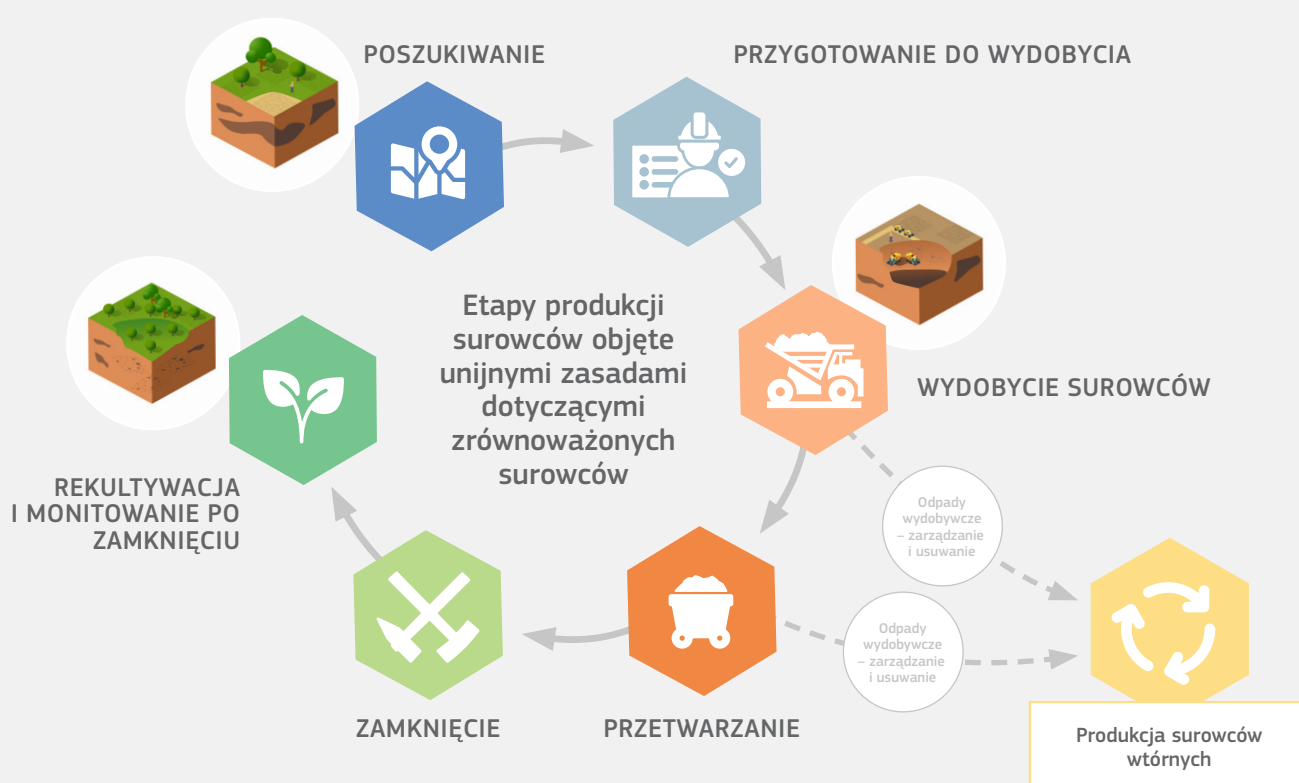 POSZUKIWANIE
PRZYGOTOWANIE DO WYDOBYCIA
Etapy produkcji
surowców objęte
unijnymi zasadami
dotyczącymi
zrównoważonych
surowców
WYDOBYCIE SUROWCÓW
REKULTYWACJA
I MONITOWANIE PO
ZAMKNIĘCIU
Odpady
wydobywcze
– zarządzanie
i usuwanie
Odpady
wydobywcze
– zarządzanie
i usuwanie
ZAMKNIĘCIE
PRZETWARZANIE
Produkcja surowców
wtórnych